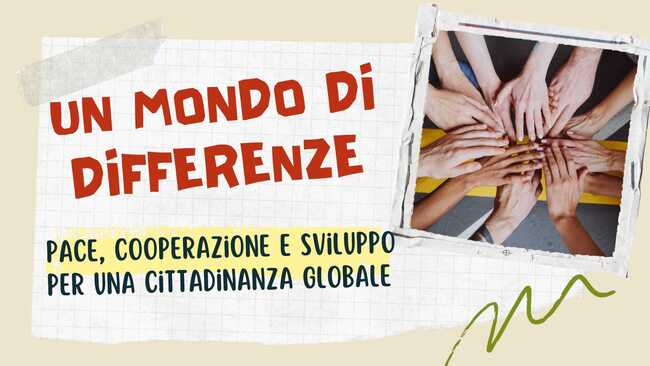 UN MONDO DI
DIFFERENZE
PACE, COOPERAZIONE E SVILUPPO
PER UNA CITTADINANZA GLOBALE